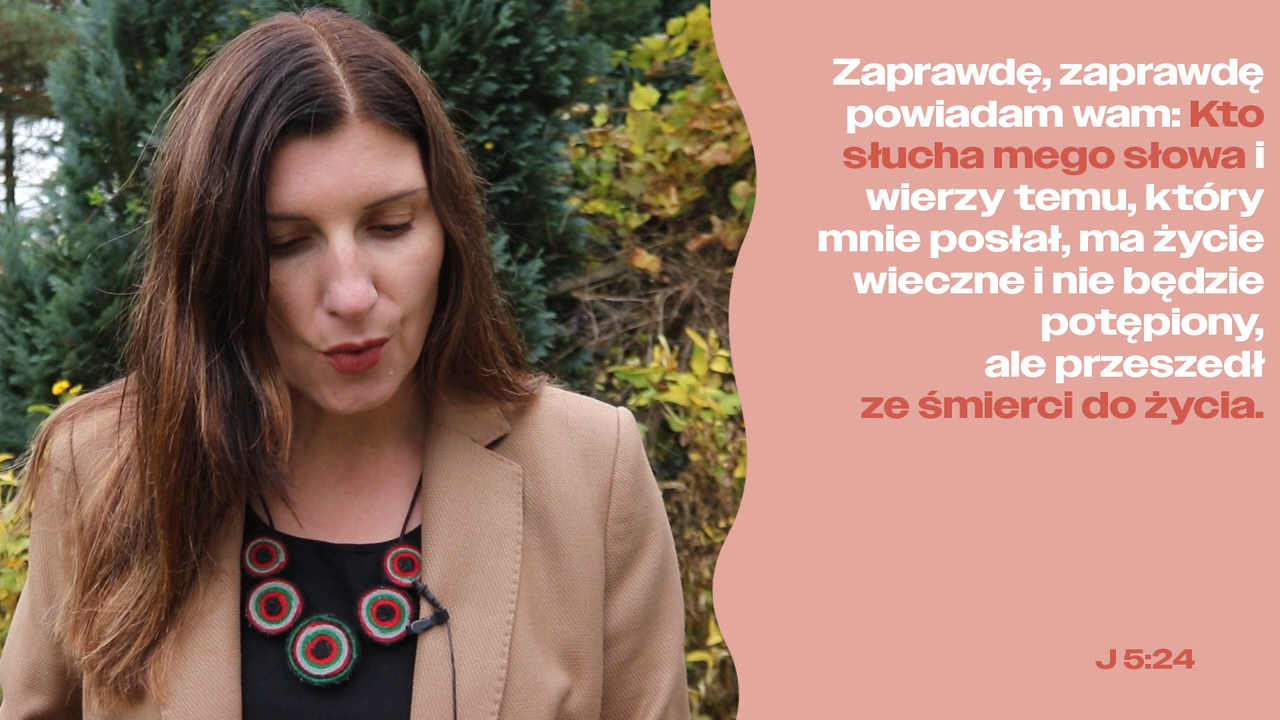 Zaprawdę, zaprawdę
powiadam wam: Kto
słucha mego słowa i
wierzy temu, który
mnie posłał, ma życie
wieczne i nie będzie
potępiony,
ale przeszedł
ze śmierci do życia.
J 5:24